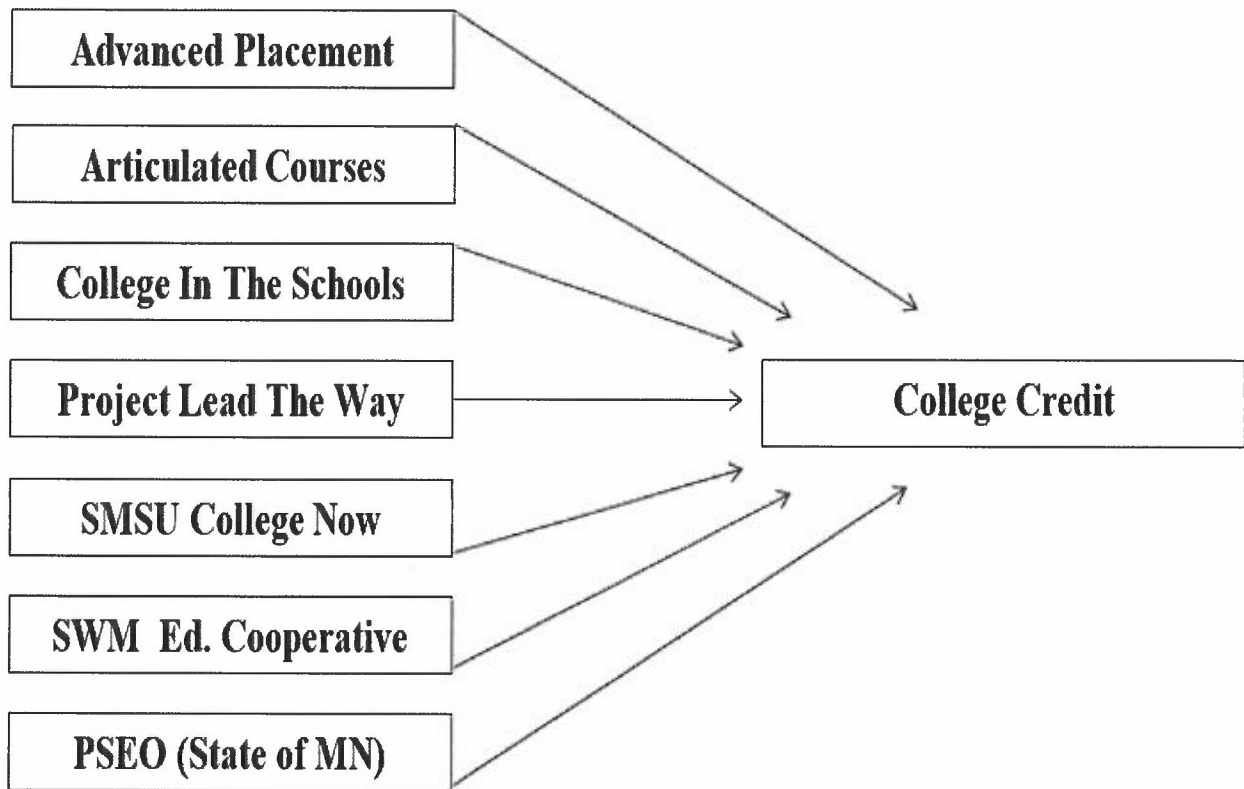 Advanced Placement
Articulated Courses
College In The Schools
Project Lead The Way
College Credit
SMSU College Now
SWM Ed. Cooperative
PSEO (State of MN)